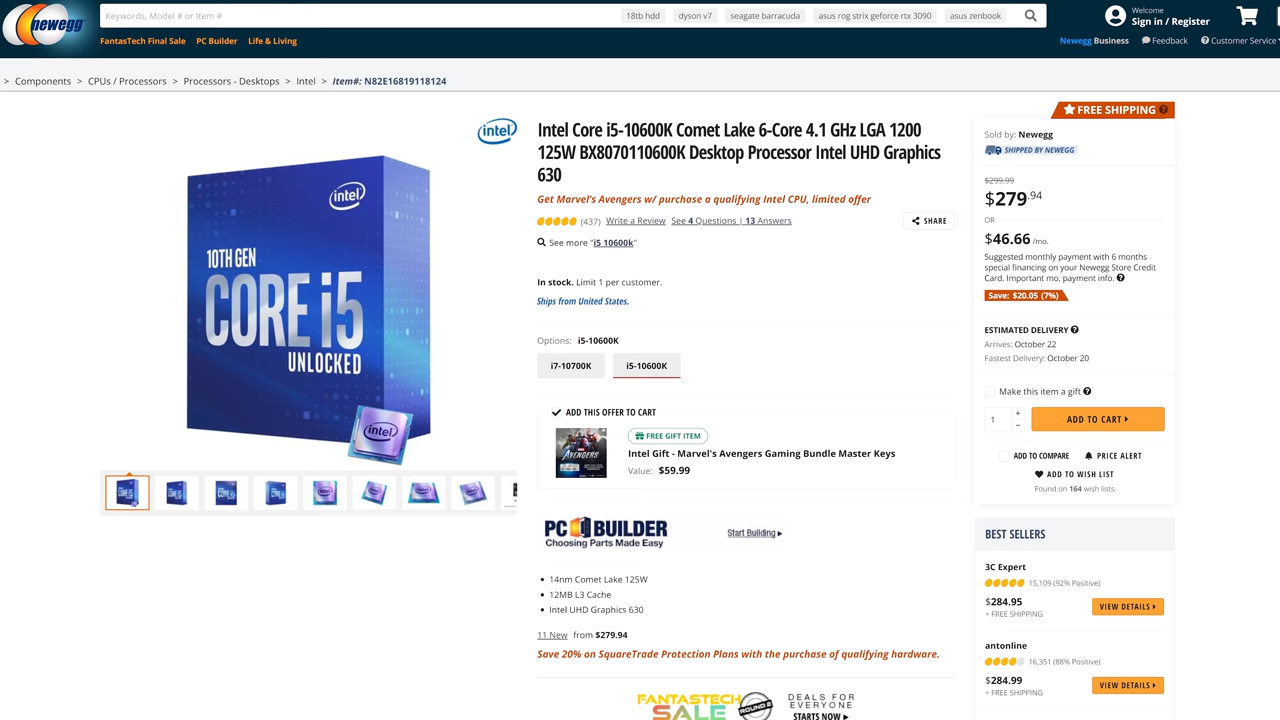 newegg
Keywords, Model # or Item #
18tb hdd
dyson v7
seagate barracuda
asus rog strix geforce rtx 3090
asus zenbook
Welcome
Sign in / Register
FantasTech Final Sale
PC Builder
Life & Living
Newegg Business
Feedback
Customer Service
> Components > CPUs / Processors > Processors - Desktops > Intel > Item#: N82E16819118124
intel
intel
10TH GEN
CORE i5
UNLOCKED
intel
Intel Core i5-10600K Comet Lake 6-Core 4.1 GHz LGA 1200
125W BX8070110600K Desktop Processor Intel UHD Graphics
630
Get Marvel's Avengers w/ purchase a qualifying Intel CPU, limited offer
(437) Write a Review See 4 Questions | 13 Answers
SHARE
See more "i5 10600k"
In stock. Limit 1 per customer.
Ships from United States.
Options: i5-10600K
i7-10700K
i5-10600K
ADD THIS OFFER TO CART
AVENGERS
FREE GIFT ITEM
Intel Gift - Marvel's Avengers Gaming Bundle Master Keys
Value: $59.99
PC BUILDER
Choosing Parts Made Easy
Start Building
• 14nm Comet Lake 125W
• 12MB L3 Cache
• Intel UHD Graphics 630
11 New from $279.94
Save 20% on SquareTrade Protection Plans with the purchase of qualifying hardware.
FANTASTECH
SALE
ROUND 2
DEALS FOR
EVERYONE
STARTS NOW
FREE SHIPPING
Sold by: Newegg
SHIPPED BY NEWEGG
$299.99
$279.94
OR
$46.66 /mo.
Suggested monthly payment with 6 months
special financing on your Newegg Store Credit
Card. Important mo. payment info.
Save: $20.05 (7%)
ESTIMATED DELIVERY
Arrives: October 22
Fastest Delivery: October 20
Make this item a gift
1
+
−
ADD TO CART
ADD TO COMPARE
PRICE ALERT
ADD TO WISH LIST
Found on 164 wish lists
BEST SELLERS
3C Expert
15,109 (92% Positive)
$284.95
+ FREE SHIPPING
VIEW DETAILS
antonline
16,351 (88% Positive)
$284.99
+ FREE SHIPPING
VIEW DETAILS